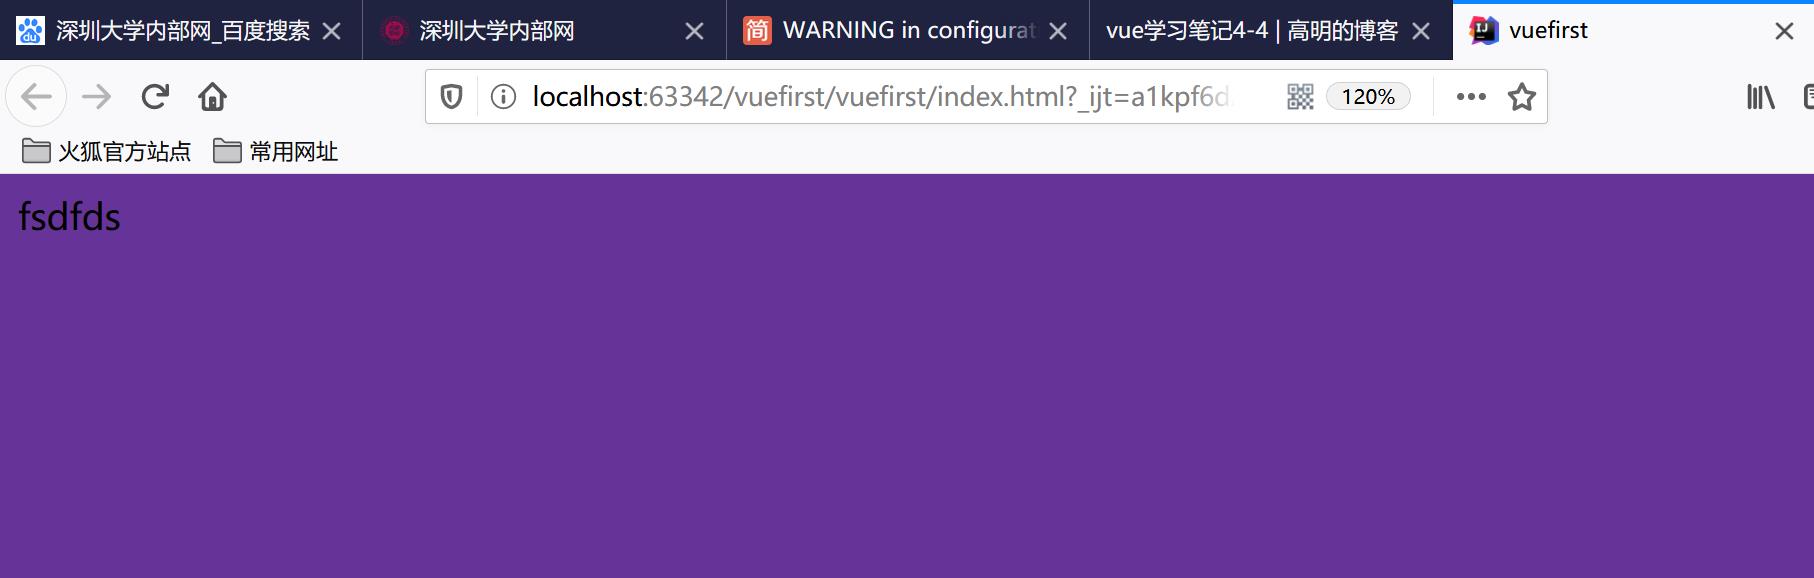 深圳大学内部网_百度搜索
深圳大学内部网
简 WARNING in configurat
vue学习笔记4-4 | 高明的博客
vuefirst
localhost:63342/vuefirst/vuefirst/index.html?_ijt=a1kpf6d
120%
火狐官方站点
常用网址
fsdfds